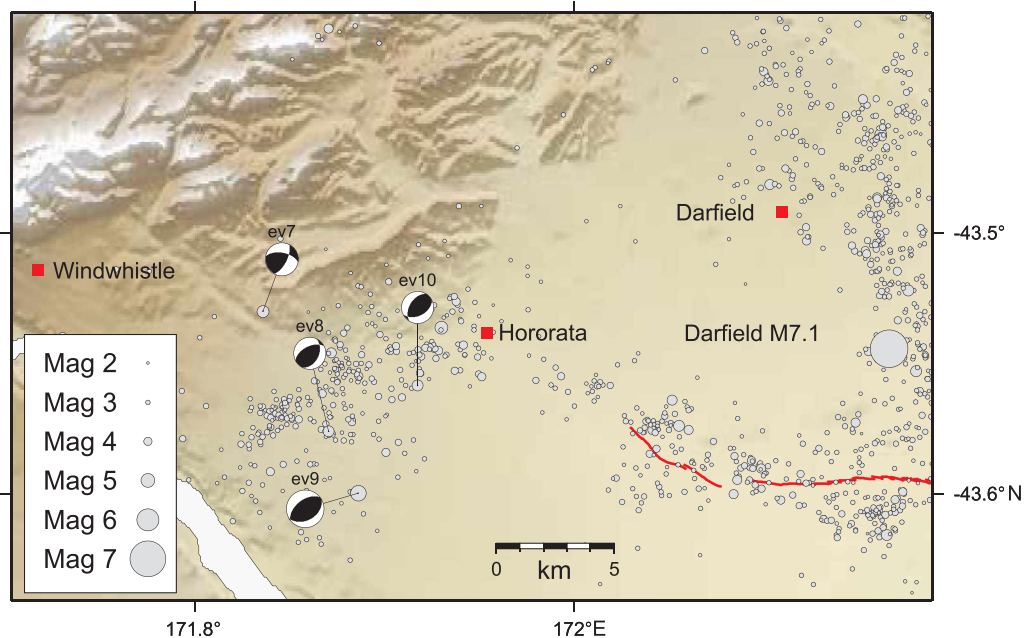 Darfield
ev7
-43.5°
Windwhistle
ev10
ev8
Hororata
Darfield M7.1
Mag 2
Mag 3
Mag 4
Mag 5
Mag 6
Mag 7
ev9
-43.6°N
0 5
km
171.8°
172°E